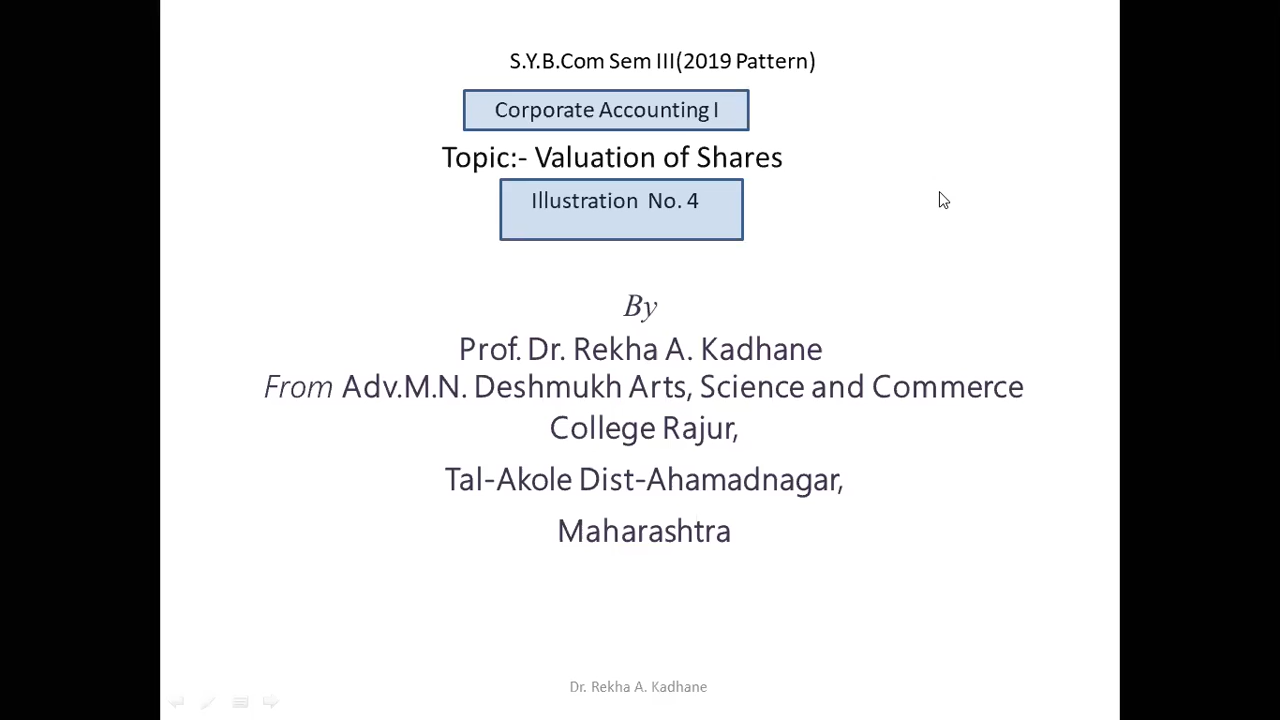 S.Y.B.Com Sem III(2019 Pattern)
Corporate Accounting I
Topic:- Valuation of Shares
Illustration No. 4
By
Prof. Dr. Rekha A. Kadhane
From Adv.M.N. Deshmukh Arts, Science and Commerce
College Rajur,
Tal-Akole Dist-Ahamadnagar,
Maharashtra
Dr. Rekha A. Kadhane